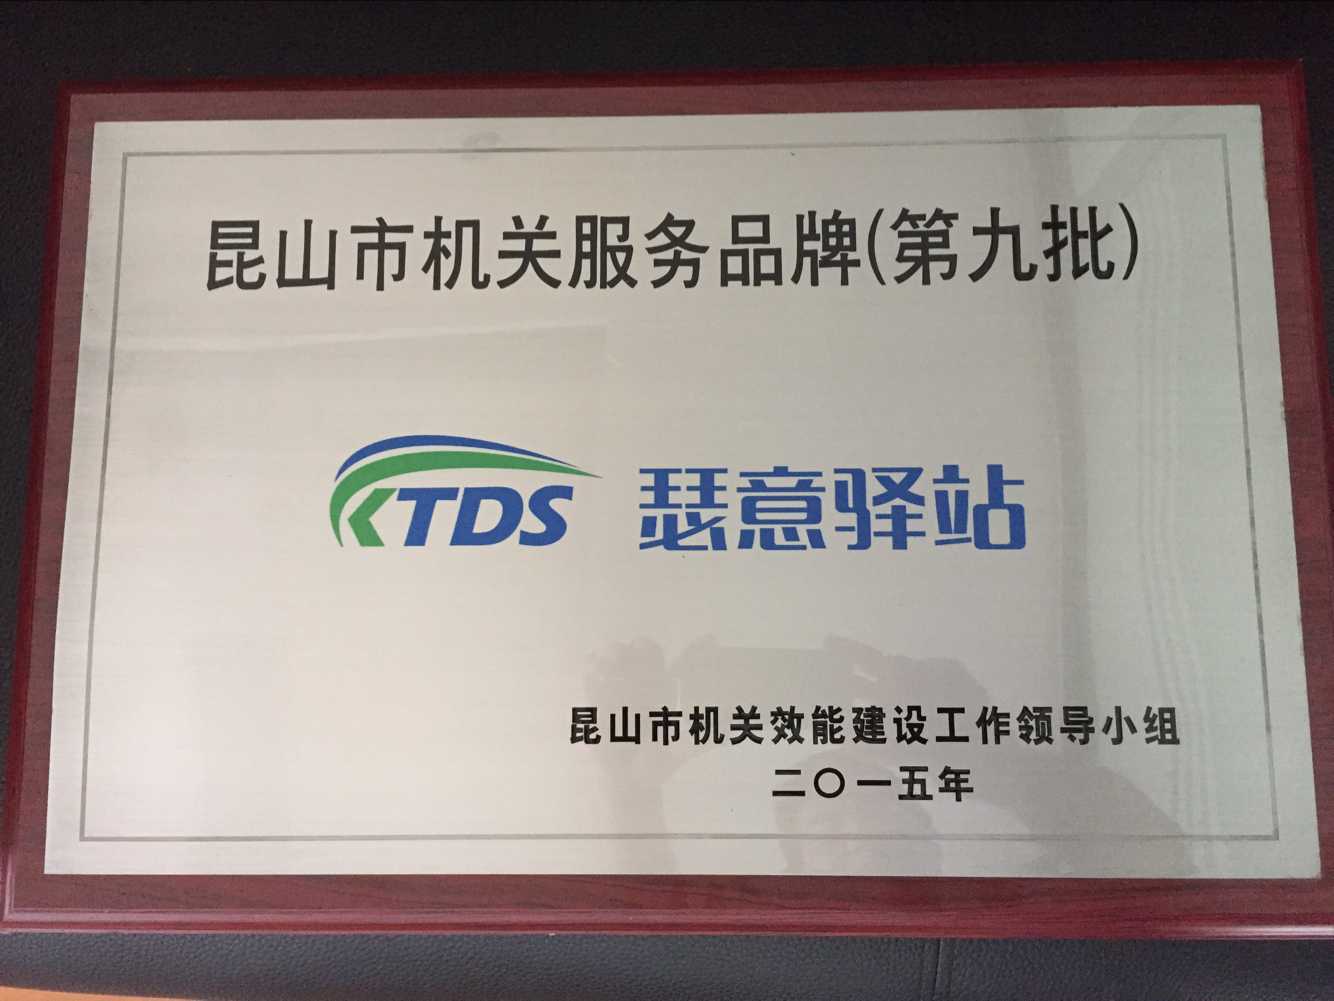 昆山市机关服务品牌(第九批)
KTDS 瑟意驿站
昆山市机关效能建设工作领导小组
二〇一五年